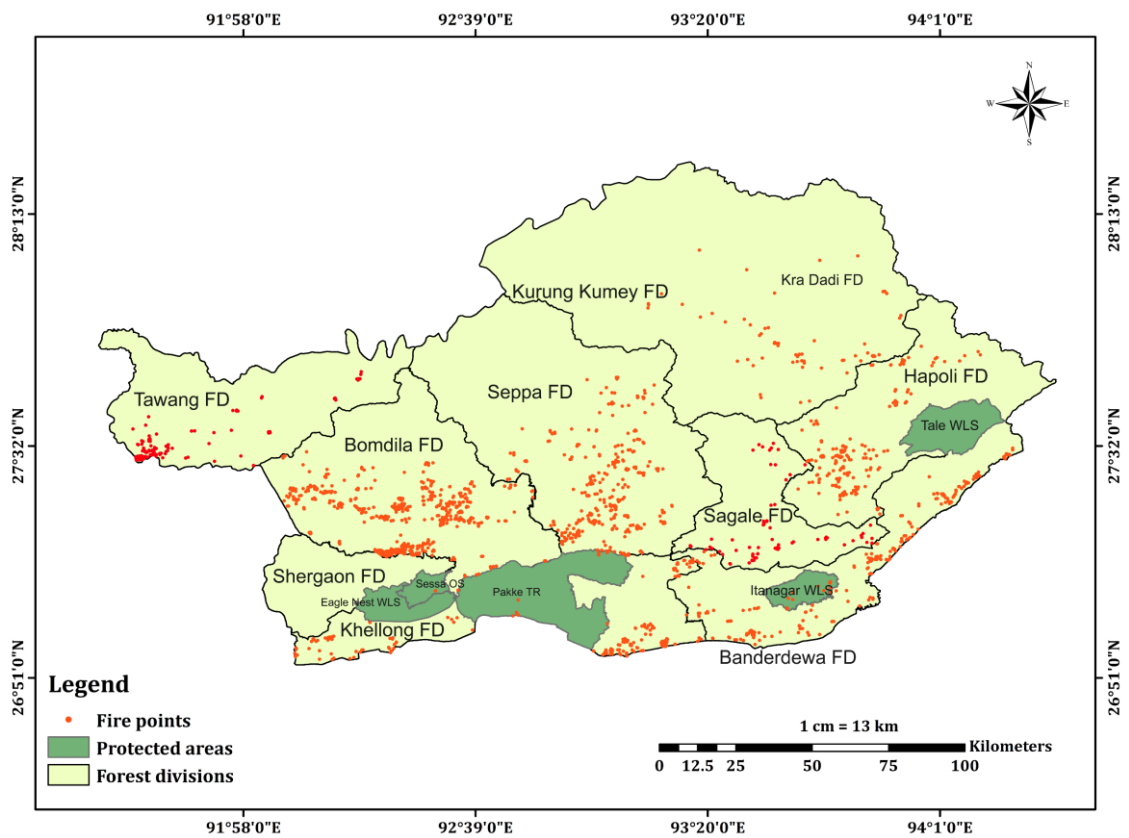 91°58'0"E 92°39'0"E 93°20'0"E 94°1'0"E
N
W E
S
28°13'0"N 28°13'0"N
Kra Dadi FD
Kurung Kumey FD
Hapoli FD
Seppa FD
Tawang FD
Tale WLS
Bomdila FD
27°32'0"N 27°32'0"N
Sagale FD
Shergaon FD
Sessa OS
Pakke TR
Itanagar WLS
Eagle Nest WLS
Khellong FD
Banderdewa FD
26°51'0"N 26°51'0"N
Legend
Fire points
Protected areas
Forest divisions
1 cm = 13 km
Kilometers
0 12.5 25 50 75 100
91°58'0"E 92°39'0"E 93°20'0"E 94°1'0"E